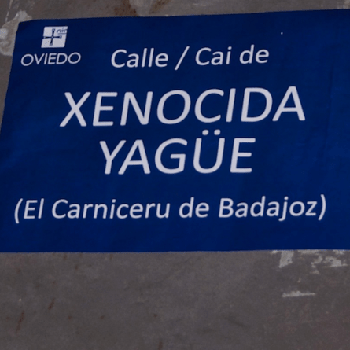 OVIEDO
Calle / Cai de
XENOCIDA
YAGÜE
(El Carniceru de Badajoz)